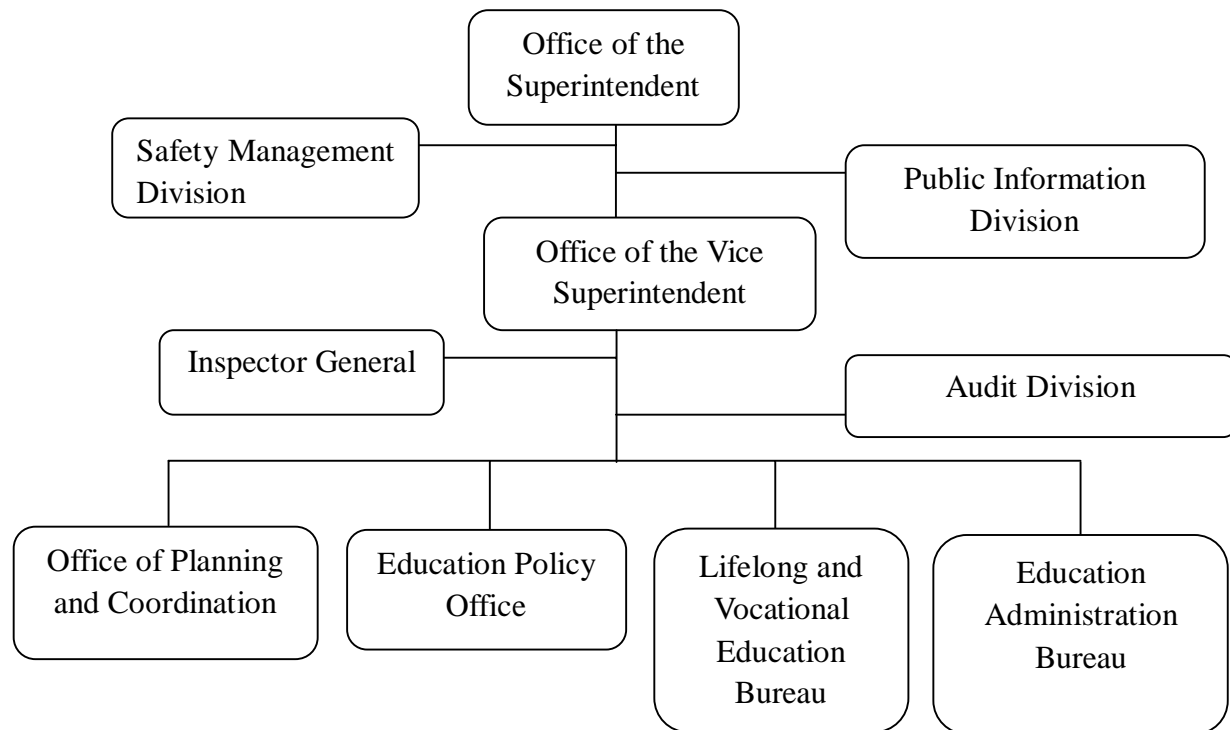 Office of the
Superintendent
Safety Management
Division
Public Information
Division
Office of the Vice
Superintendent
Inspector General
Audit Division
Office of Planning
and Coordination
Education Policy
Office
Lifelong and
Vocational
Education
Bureau
Education
Administration
Bureau